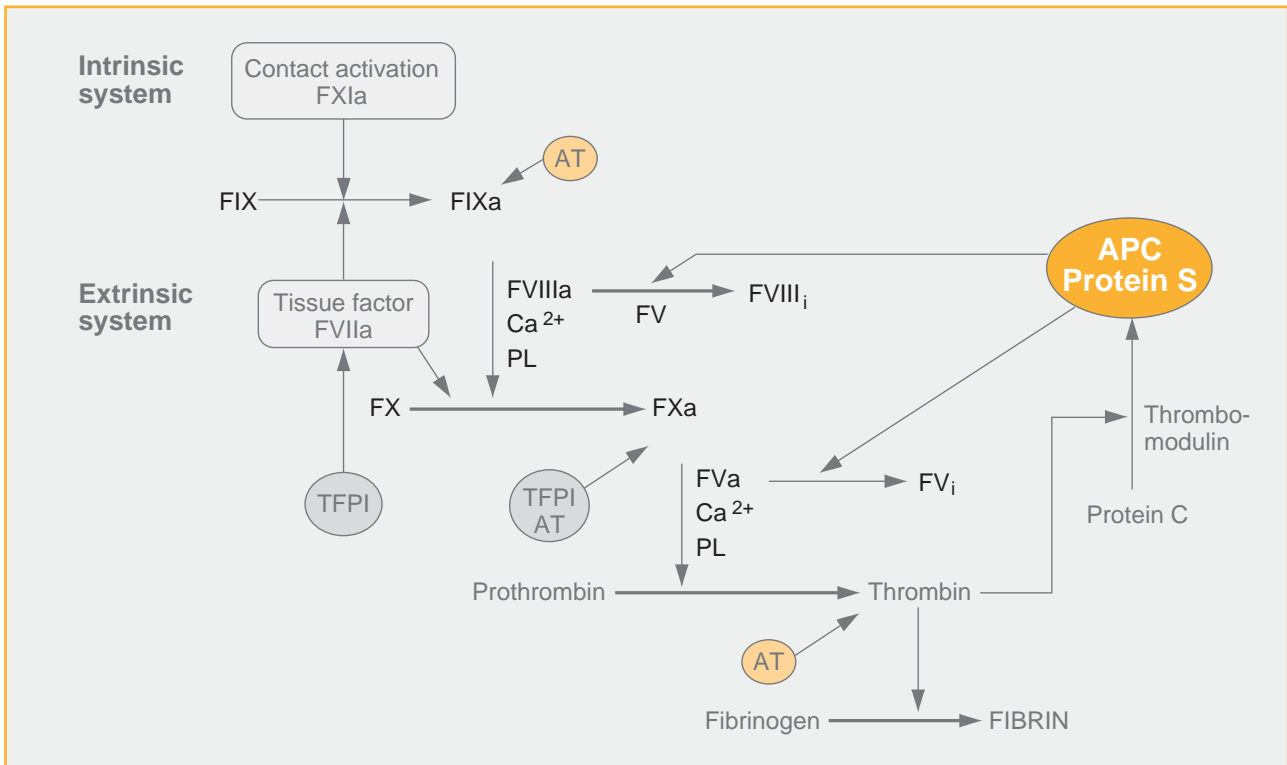 Intrinsic
system
Contact activation
FXIa
AT
FIX
FIXa
APC
Protein S
Extrinsic
system
Tissue factor
FVIIa
FVIIIa
Ca 2+
PL
FV
FVIIIi
FX
FXa
Thrombo-
modulin
TFPI
TFPI
AT
FVa
Ca 2+
PL
FVi
Protein C
Prothrombin
Thrombin
AT
Fibrinogen
FIBRIN